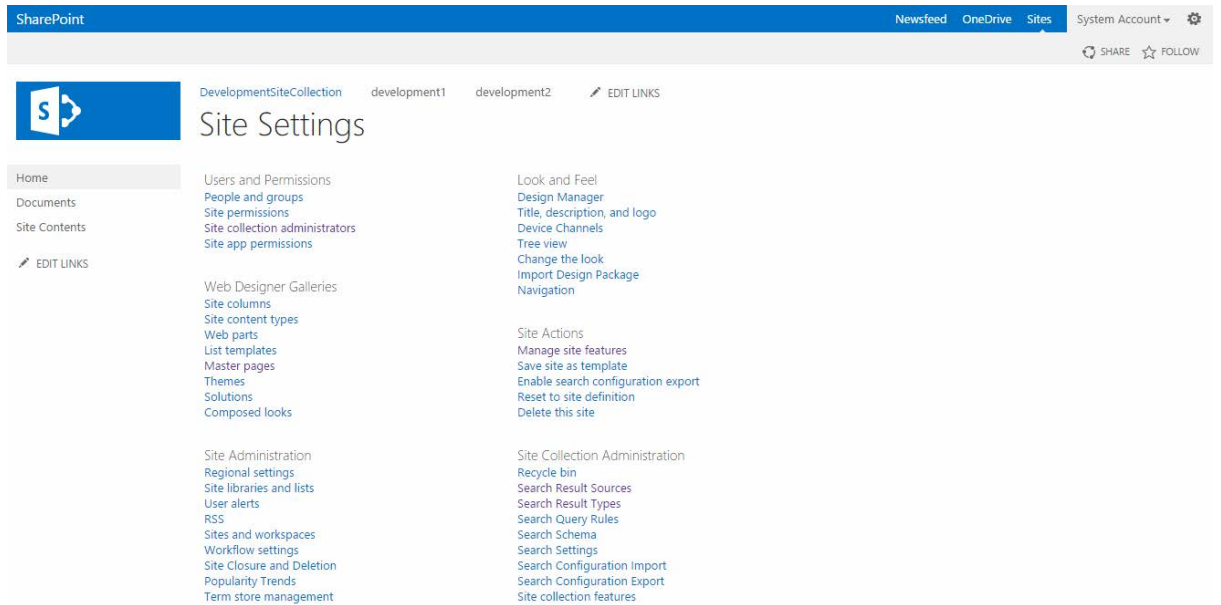 SharePoint
Newsfeed OneDrive Sites System Account
SHARE FOLLOW
S
DevelopmentSiteCollection development1 development2 EDIT LINKS
Site Settings
Home
Documents
Site Contents
EDIT LINKS
Users and Permissions
People and groups
Site permissions
Site collection administrators
Site app permissions
Web Designer Galleries
Site columns
Site content types
Web parts
List templates
Master pages
Themes
Solutions
Composed looks
Site Administration
Regional settings
Site libraries and lists
User alerts
RSS
Sites and workspaces
Workflow settings
Site Closure and Deletion
Popularity Trends
Term store management
Look and Feel
Design Manager
Title, description, and logo
Device Channels
Tree view
Change the look
Import Design Package
Navigation
Site Actions
Manage site features
Save site as template
Enable search configuration export
Reset to site definition
Delete this site
Site Collection Administration
Recycle bin
Search Result Sources
Search Result Types
Search Query Rules
Search Schema
Search Settings
Search Configuration Import
Search Configuration Export
Site collection features